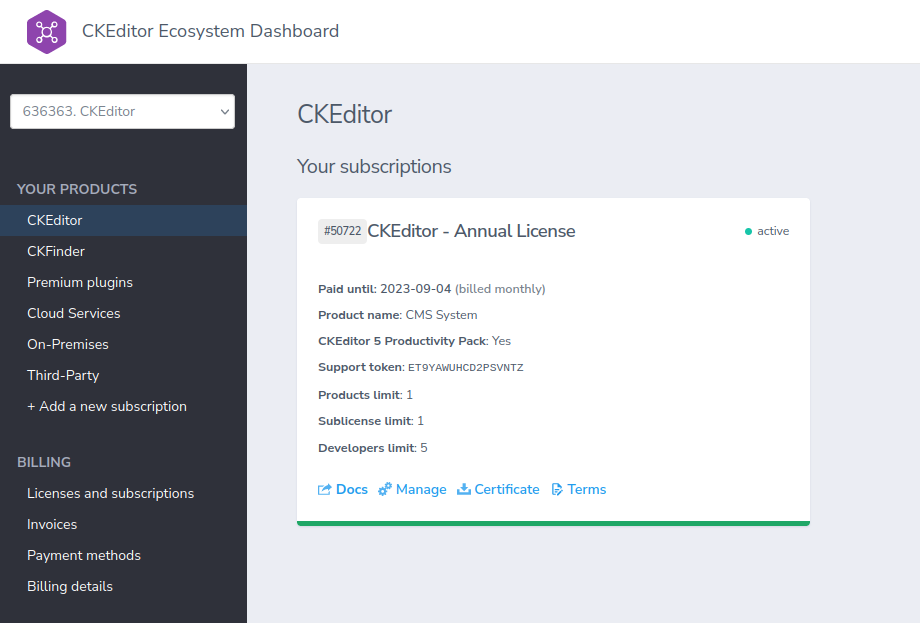 CKEditor Ecosystem Dashboard
636363. CKEditor
YOUR PRODUCTS
CKEditor
CKFinder
Premium plugins
Cloud Services
On-Premises
Third-Party
+ Add a new subscription
BILLING
Licenses and subscriptions
Invoices
Payment methods
Billing details
CKEditor
Your subscriptions
#50722 CKEditor - Annual License active
Paid until: 2023-09-04 (billed monthly)
Product name: CMS System
CKEditor 5 Productivity Pack: Yes
Support token: ET9YAWUHCD2PSVNTZ
Products limit: 1
Sublicense limit: 1
Developers limit: 5
Docs Manage Certificate Terms